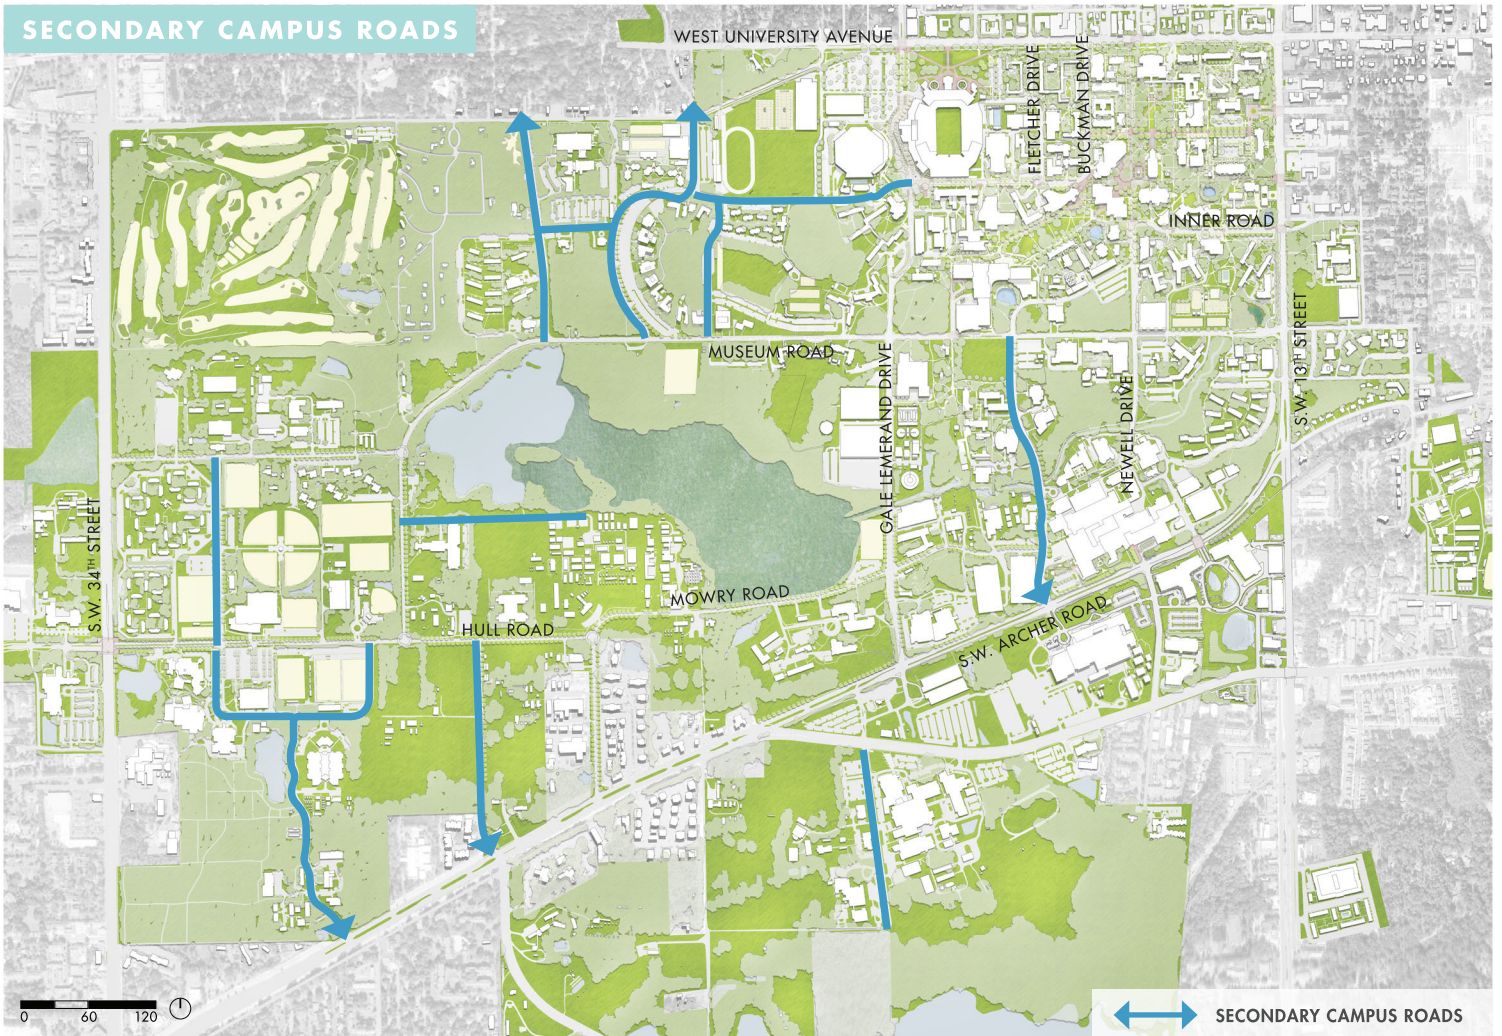 SECONDARY CAMPUS ROADS
WEST UNIVERSITY AVENUE
FLETCHER DRIVE
BUCKMAN DRIVE
INNER ROAD
MUSEUM ROAD
S.W. 13TH STREET
GALE LEMERAND DRIVE
NEWELL DRIVE
S.W. 34TH STREET
MOWRY ROAD
HULL ROAD
S.W. ARCHER ROAD
0 60 120
SECONDARY CAMPUS ROADS